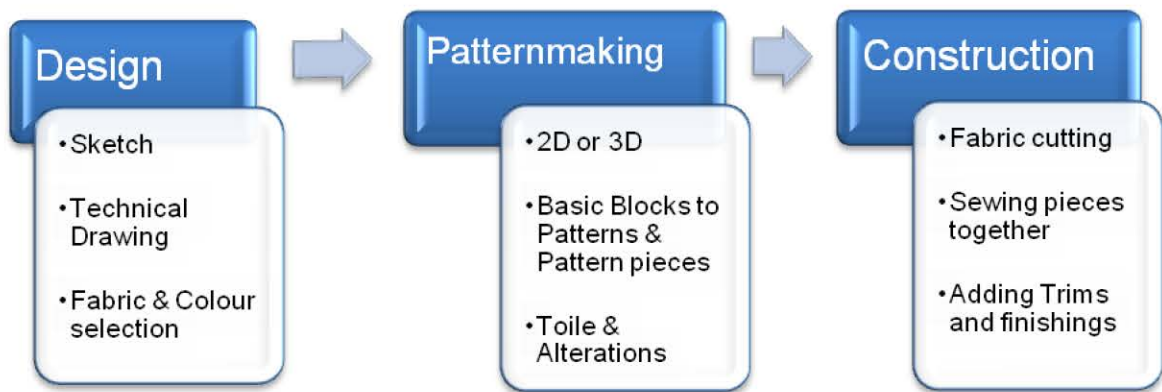 Design
• Sketch
• Technical
Drawing
• Fabric & Colour
selection
Patternmaking
• 2D or 3D
• Basic Blocks to
Patterns &
Pattern pieces
• Toile &
Alterations
Construction
• Fabric cutting
• Sewing pieces
together
• Adding Trims
and finishings